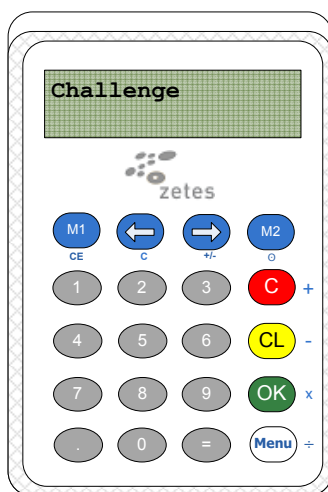 Challenge
zetes
M1 M2
CE C +/- ʘ
1 2 3 C +
4 5 6 CL -
7 8 9 OK x
. 0 = Menu ÷